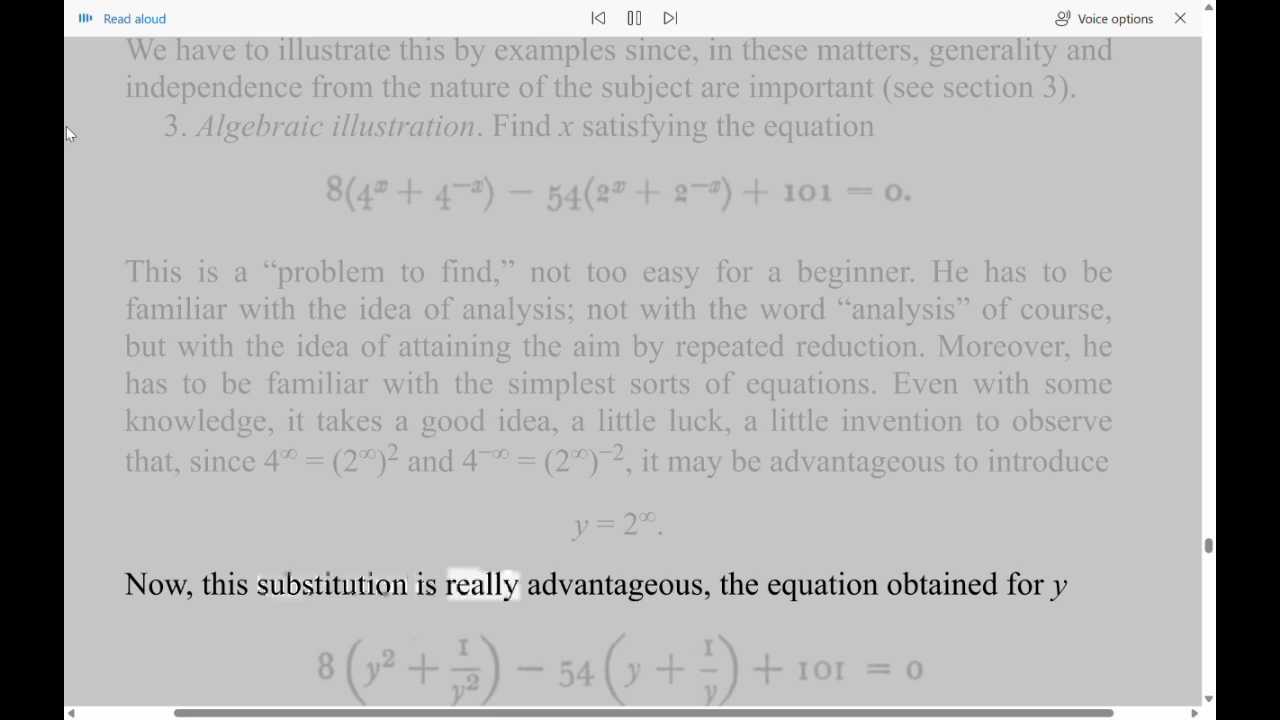 Read aloud
Voice options
We have to illustrate this by examples since, in these matters, generality and
independence from the nature of the subject are important (see section 3).
3. Algebraic illustration. Find x satisfying the equation
8(4ˣ + 4⁻ˣ) − 54(2ˣ + 2⁻ˣ) + 101 = 0.
This is a “problem to find,” not too easy for a beginner. He has to be
familiar with the idea of analysis; not with the word “analysis” of course,
but with the idea of attaining the aim by repeated reduction. Moreover, he
has to be familiar with the simplest sorts of equations. Even with some
knowledge, it takes a good idea, a little luck, a little invention to observe
that, since 4^∞ = (2^∞)² and 4^−∞ = (2^∞)^−2, it may be advantageous to introduce
y = 2^∞.
Now, this substitution is really advantageous, the equation obtained for y
8 (y² + 1/y²) − 54 (y + 1/y) + 101 = 0